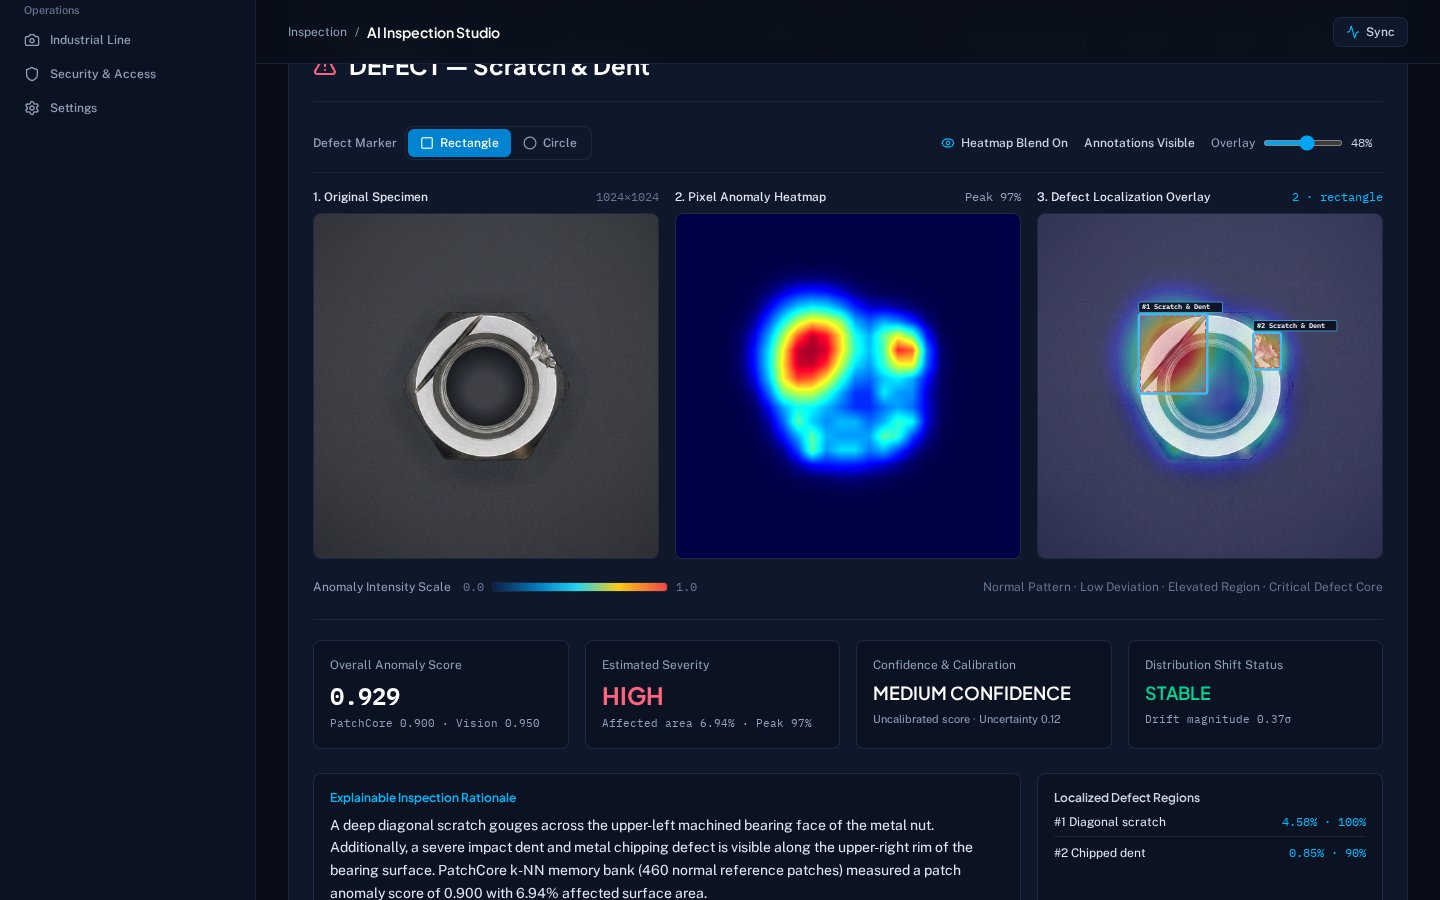 Operations
Industrial Line
Security & Access
Settings
Inspection / AI Inspection Studio
Sync
DEFECT — Scratch & Dent
Defect Marker
Rectangle
Circle
Heatmap Blend On
Annotations Visible
Overlay
48%
1. Original Specimen
1024×1024
2. Pixel Anomaly Heatmap
Peak 97%
3. Defect Localization Overlay
2 · rectangle
#1 Scratch & Dent
#2 Scratch & Dent
Anomaly Intensity Scale
0.0
1.0
Normal Pattern · Low Deviation · Elevated Region · Critical Defect Core
Overall Anomaly Score
0.929
PatchCore 0.900 · Vision 0.950
Estimated Severity
HIGH
Affected area 6.94% · Peak 97%
Confidence & Calibration
MEDIUM CONFIDENCE
Uncalibrated score · Uncertainty 0.12
Distribution Shift Status
STABLE
Drift magnitude 0.37σ
Explainable Inspection Rationale
A deep diagonal scratch gouges across the upper-left machined bearing face of the metal nut.
Additionally, a severe impact dent and metal chipping defect is visible along the upper-right rim of the
bearing surface. PatchCore k-NN memory bank (460 normal reference patches) measured a patch
anomaly score of 0.900 with 6.94% affected surface area.
Localized Defect Regions
#1 Diagonal scratch
4.58% · 100%
#2 Chipped dent
0.85% · 90%